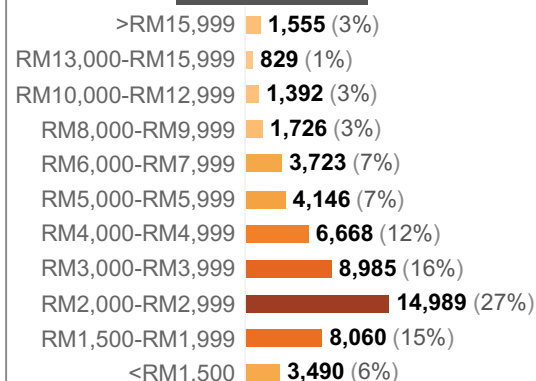 >RM15,999 1,555 (3%)
RM13,000-RM15,999 829 (1%)
RM10,000-RM12,999 1,392 (3%)
RM8,000-RM9,999 1,726 (3%)
RM6,000-RM7,999 3,723 (7%)
RM5,000-RM5,999 4,146 (7%)
RM4,000-RM4,999 6,668 (12%)
RM3,000-RM3,999 8,985 (16%)
RM2,000-RM2,999 14,989 (27%)
RM1,500-RM1,999 8,060 (15%)
<RM1,500 3,490 (6%)